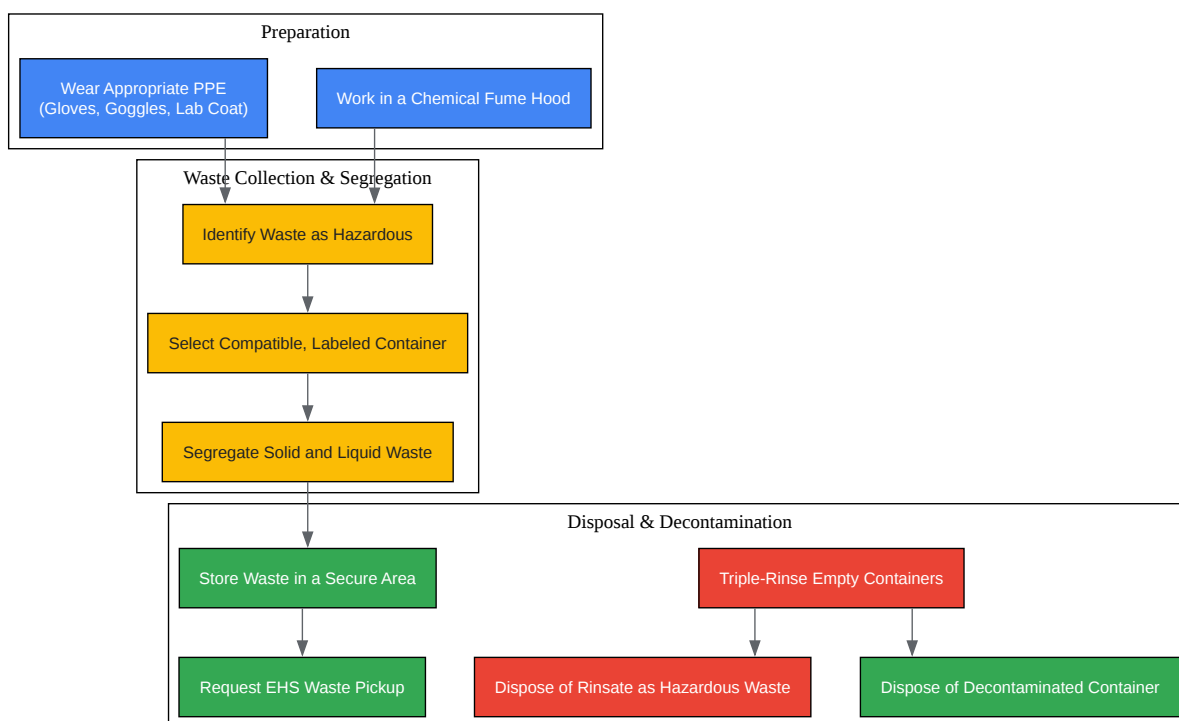 Preparation
Wear Appropriate PPE
(Gloves, Goggles, Lab Coat)
Work in a Chemical Fume Hood
Waste Collection & Segregation
Identify Waste as Hazardous
Select Compatible, Labeled Container
Segregate Solid and Liquid Waste
Disposal & Decontamination
Store Waste in a Secure Area
Triple-Rinse Empty Containers
Request EHS Waste Pickup
Dispose of Rinsate as Hazardous Waste
Dispose of Decontaminated Container